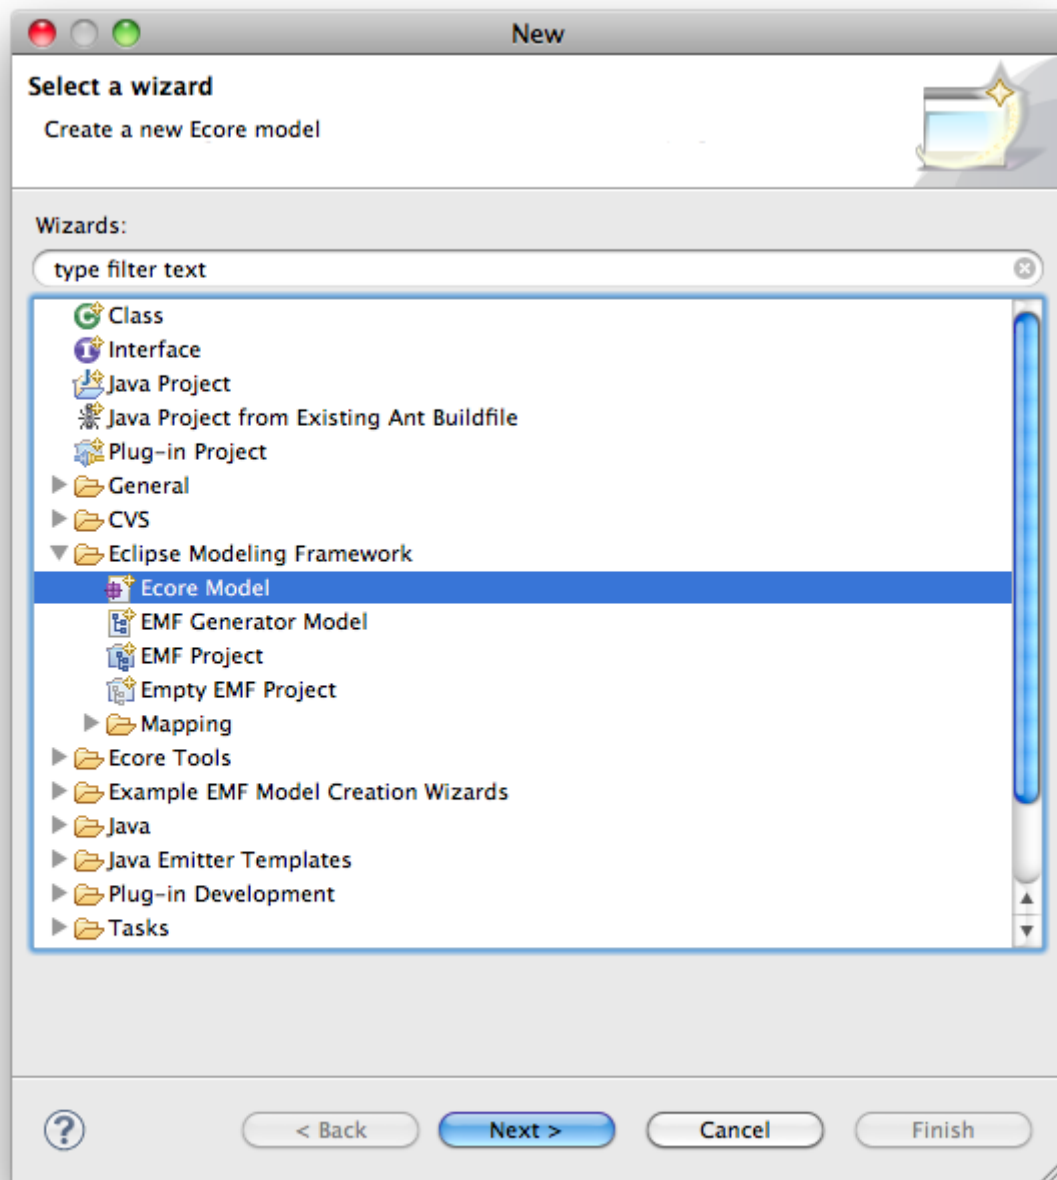 New
Select a wizard
Create a new Ecore model
Wizards:
type filter text
Class
Interface
Java Project
Java Project from Existing Ant Buildfile
Plug-in Project
General
CVS
Eclipse Modeling Framework
Ecore Model
EMF Generator Model
EMF Project
Empty EMF Project
Mapping
Ecore Tools
Example EMF Model Creation Wizards
Java
Java Emitter Templates
Plug-in Development
Tasks
? < Back Next > Cancel Finish